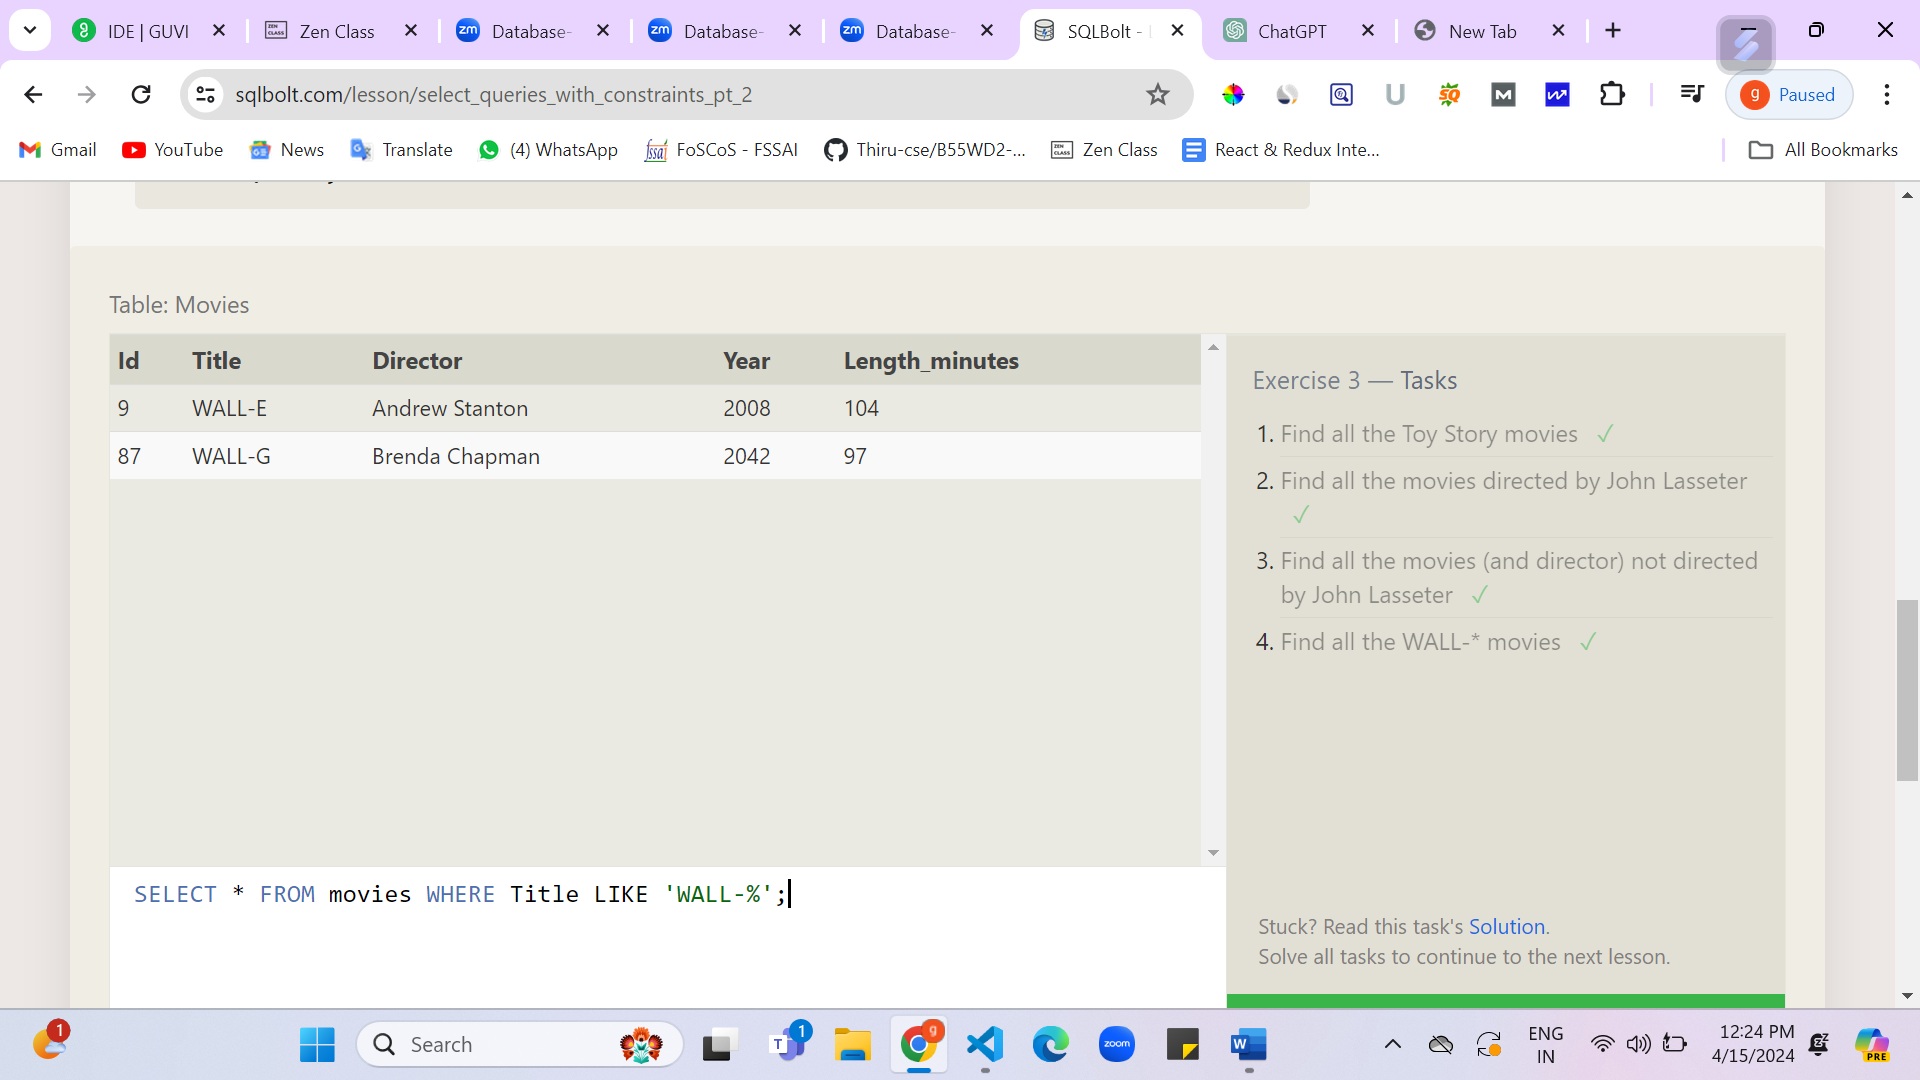 IDE | GUVI
Zen Class
Database-
Database-
Database-
SQLBolt -
ChatGPT
New Tab
sqlbolt.com/lesson/select_queries_with_constraints_pt_2
g Paused
Gmail
YouTube
News
Translate
(4) WhatsApp
FoSCoS - FSSAI
Thiru-cse/B55WD2-...
Zen Class
React & Redux Inte...
All Bookmarks
Table: Movies
Id Title Director Year Length_minutes
9 WALL-E Andrew Stanton 2008 104
87 WALL-G Brenda Chapman 2042 97
Exercise 3 — Tasks
1. Find all the Toy Story movies ✓
2. Find all the movies directed by John Lasseter
✓
3. Find all the movies (and director) not directed
by John Lasseter ✓
4. Find all the WALL-* movies ✓
SELECT * FROM movies WHERE Title LIKE 'WALL-%';
Stuck? Read this task's Solution.
Solve all tasks to continue to the next lesson.
1
Search
1
g
zoom
ENG
IN
12:24 PM
4/15/2024
PRE